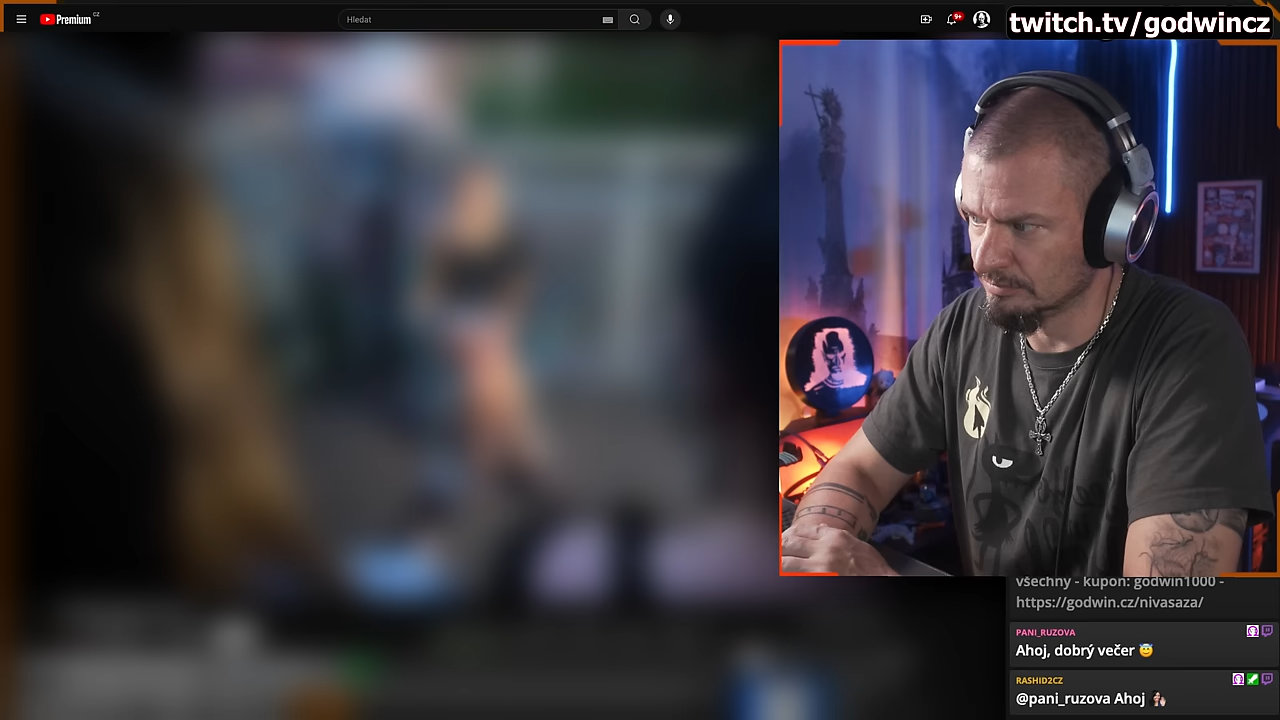 Premium CZ
Hledat
9+
twitch.tv/godwincz
všechny - kupon: godwin1000 -
https://godwin.cz/nivasaza/
PANI_RUZOVA
Ahoj, dobrý večer 😇
RASHID2CZ
@pani_ruzova Ahoj